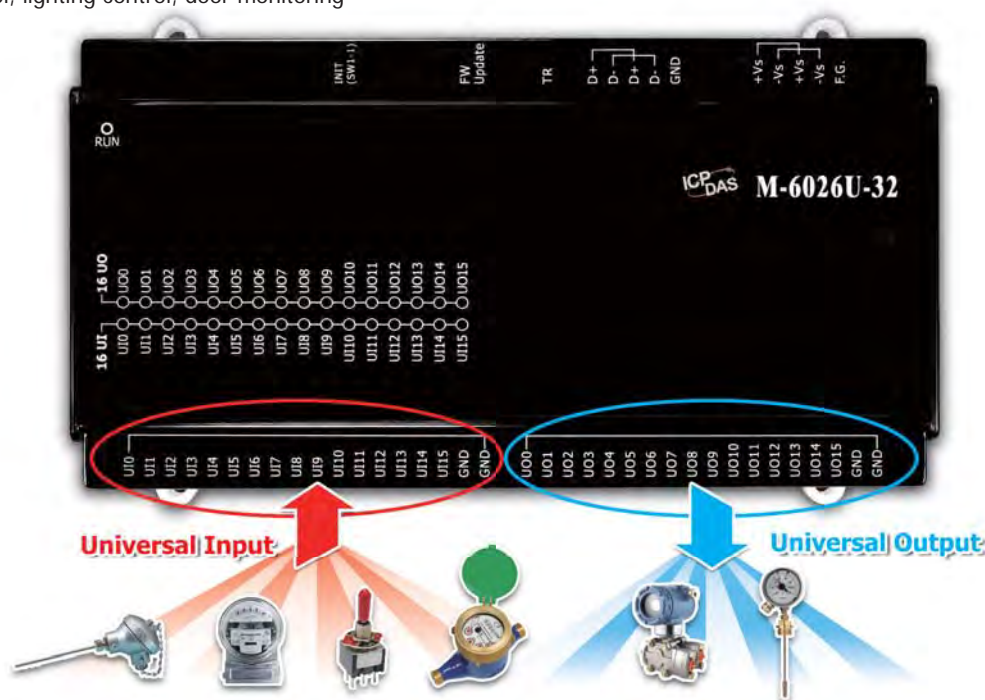 INIT
(SW1-1)
FW
Update
TR
D+
D-
D+
D-
GND
+Vs
-Vs
+Vs
-Vs
F.G.
RUN
ICP DAS
M-6026U-32
16 UO
UO0 UO1 UO2 UO3 UO4 UO5 UO6 UO7 UO8 UO9 UO10 UO11 UO12 UO13 UO14 UO15
16 UI
UI0 UI1 UI2 UI3 UI4 UI5 UI6 UI7 UI8 UI9 UI10 UI11 UI12 UI13 UI14 UI15
UI0 UI1 UI2 UI3 UI4 UI5 UI6 UI7 UI8 UI9 UI10 UI11 UI12 UI13 UI14 UI15 GND GND
UO0 UO1 UO2 UO3 UO4 UO5 UO6 UO7 UO8 UO9 UO10 UO11 UO12 UO13 UO14 UO15 GND GND
Universal Input
Universal Output